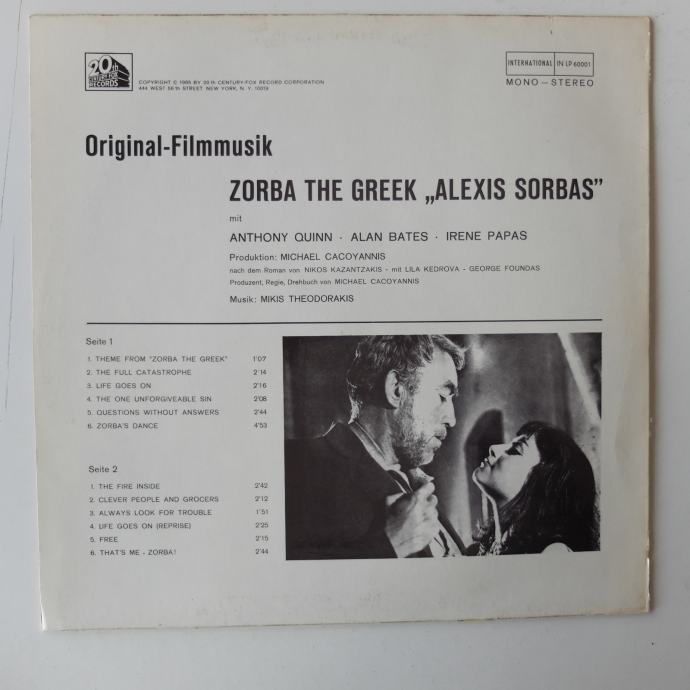 20th
CENTURY-FOX
RECORDS
COPYRIGHT © 1965 BY 20 th CENTURY-FOX RECORD CORPORATION
444 WEST 56 th STREET NEW YORK, N. Y. 10019
INTERNATIONAL IN LP 60001
MONO – STEREO
Original-Filmmusik
ZORBA THE GREEK „ALEXIS SORBAS”
mit
ANTHONY QUINN · ALAN BATES · IRENE PAPAS
Produktion: MICHAEL CACOYANNIS
nach dem Roman von NIKOS KAZANTZAKIS - mit LILA KEDROVA - GEORGE FOUNDAS
Produzent, Regie, Drehbuch von MICHAEL CACOYANNIS
Musik: MIKIS THEODORAKIS
Seite 1
1. THEME FROM "ZORBA THE GREEK" 1'07
2. THE FULL CATASTROPHE 2'14
3. LIFE GOES ON 2'16
4. THE ONE UNFORGIVEABLE SIN 2'08
5. QUESTIONS WITHOUT ANSWERS 2'44
6. ZORBA'S DANCE 4'53
Seite 2
1. THE FIRE INSIDE 2'42
2. CLEVER PEOPLE AND GROCERS 2'12
3. ALWAYS LOOK FOR TROUBLE 1'51
4. LIFE GOES ON (REPRISE) 2'25
5. FREE 2'15
6. THAT'S ME - ZORBA! 2'44